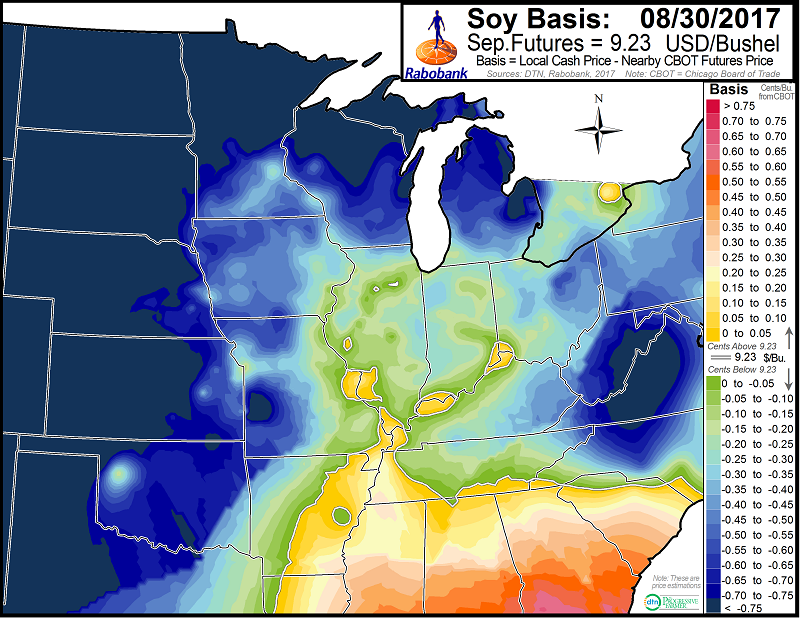 Soy Basis: 08/30/2017
Sep.Futures = 9.23 USD/Bushel
Basis = Local Cash Price - Nearby CBOT Futures Price
Rabobank
Sources: DTN, Rabobank, 2017 Note: CBOT = Chicago Board of Trade
N
Basis Cents/Bu. from CBOT
> 0.75
0.70 to 0.75
0.65 to 0.70
0.60 to 0.65
0.55 to 0.60
0.50 to 0.55
0.45 to 0.50
0.40 to 0.45
0.35 to 0.40
0.30 to 0.35
0.25 to 0.30
0.20 to 0.25
0.15 to 0.20
0.10 to 0.15
0.05 to 0.10
0 to 0.05
Cents Above 9.23
9.23 $/Bu.
Cents Below 9.23
0 to -0.05
-0.05 to -0.10
-0.10 to -0.15
-0.15 to -0.20
-0.20 to -0.25
-0.25 to -0.30
-0.30 to -0.35
-0.35 to -0.40
-0.40 to -0.45
-0.45 to -0.50
-0.50 to -0.55
-0.55 to -0.60
-0.60 to -0.65
-0.65 to -0.70
-0.70 to -0.75
< -0.75
Note: These are
price estimations
dtn PROGRESSIVE
FARMER